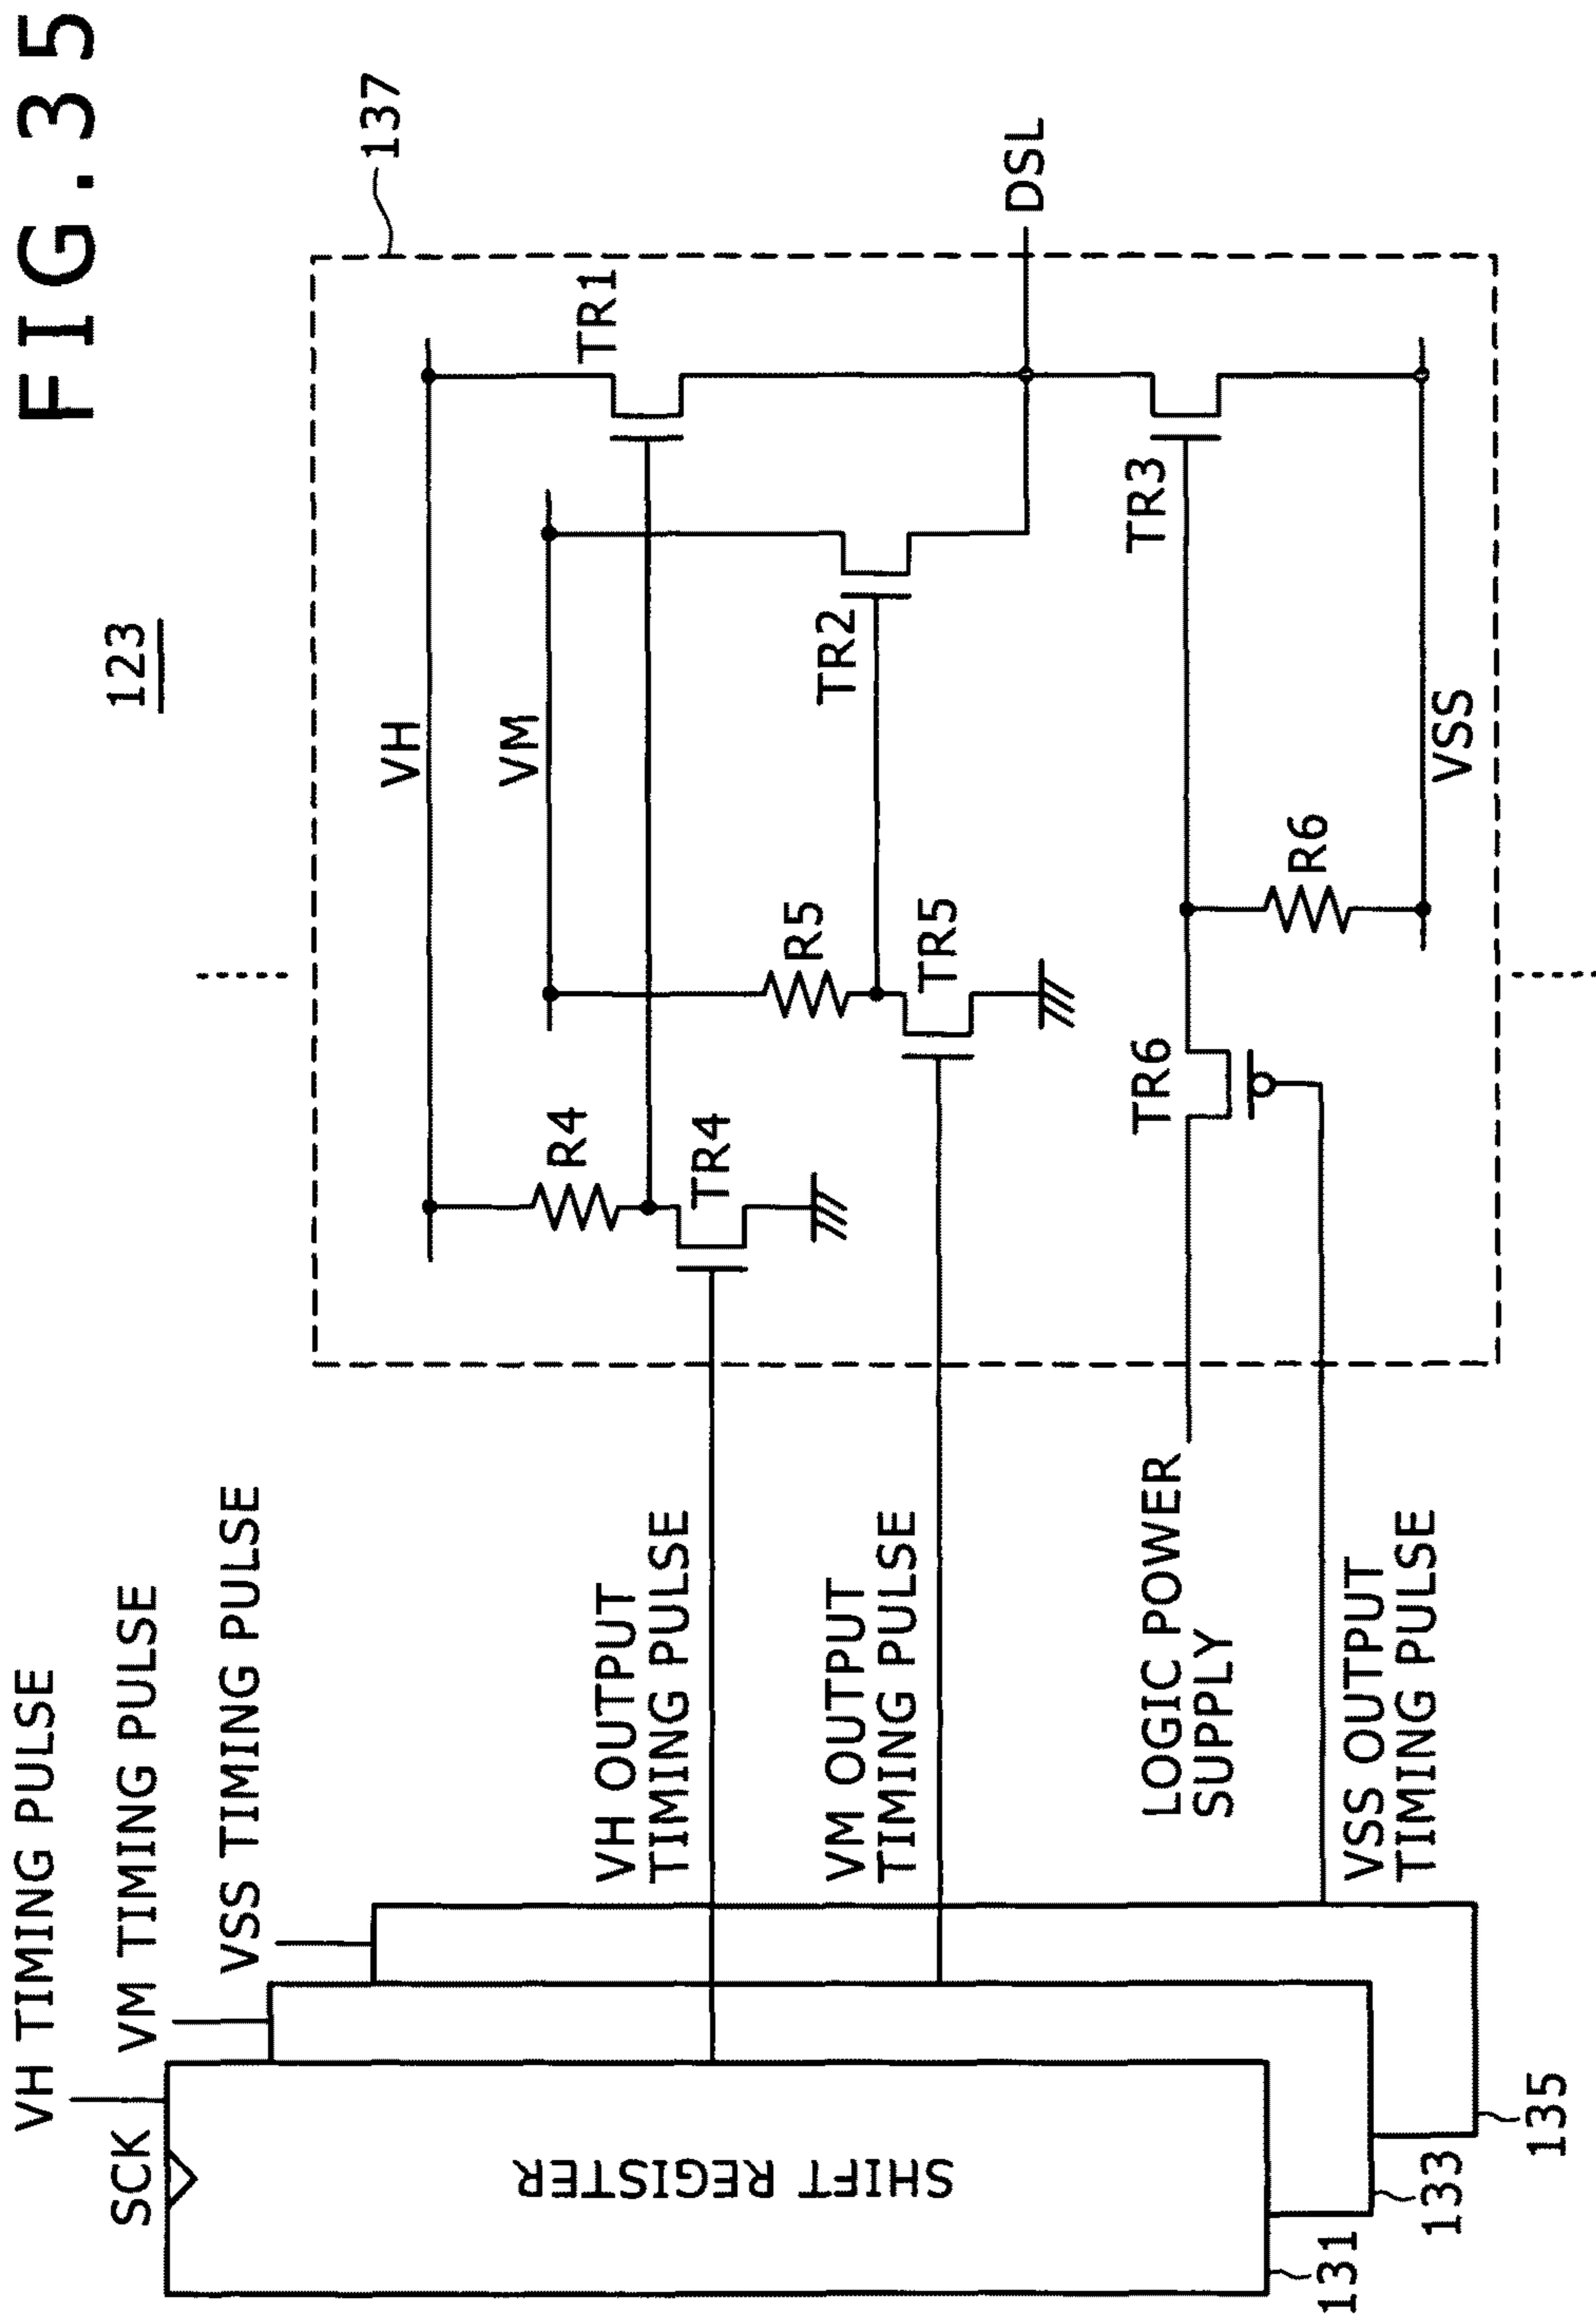 FIG.35
123
137
VH TIMING PULSE
VM TIMING PULSE
VSS TIMING PULSE
SCK
SHIFT REGISTER
131
133
135
VH OUTPUT
TIMING PULSE
VM OUTPUT
TIMING PULSE
LOGIC POWER
SUPPLY
VSS OUTPUT
TIMING PULSE
VH
VM
R4
TR4
R5
TR5
TR6
R6
VSS
TR1
TR2
TR3
DSL